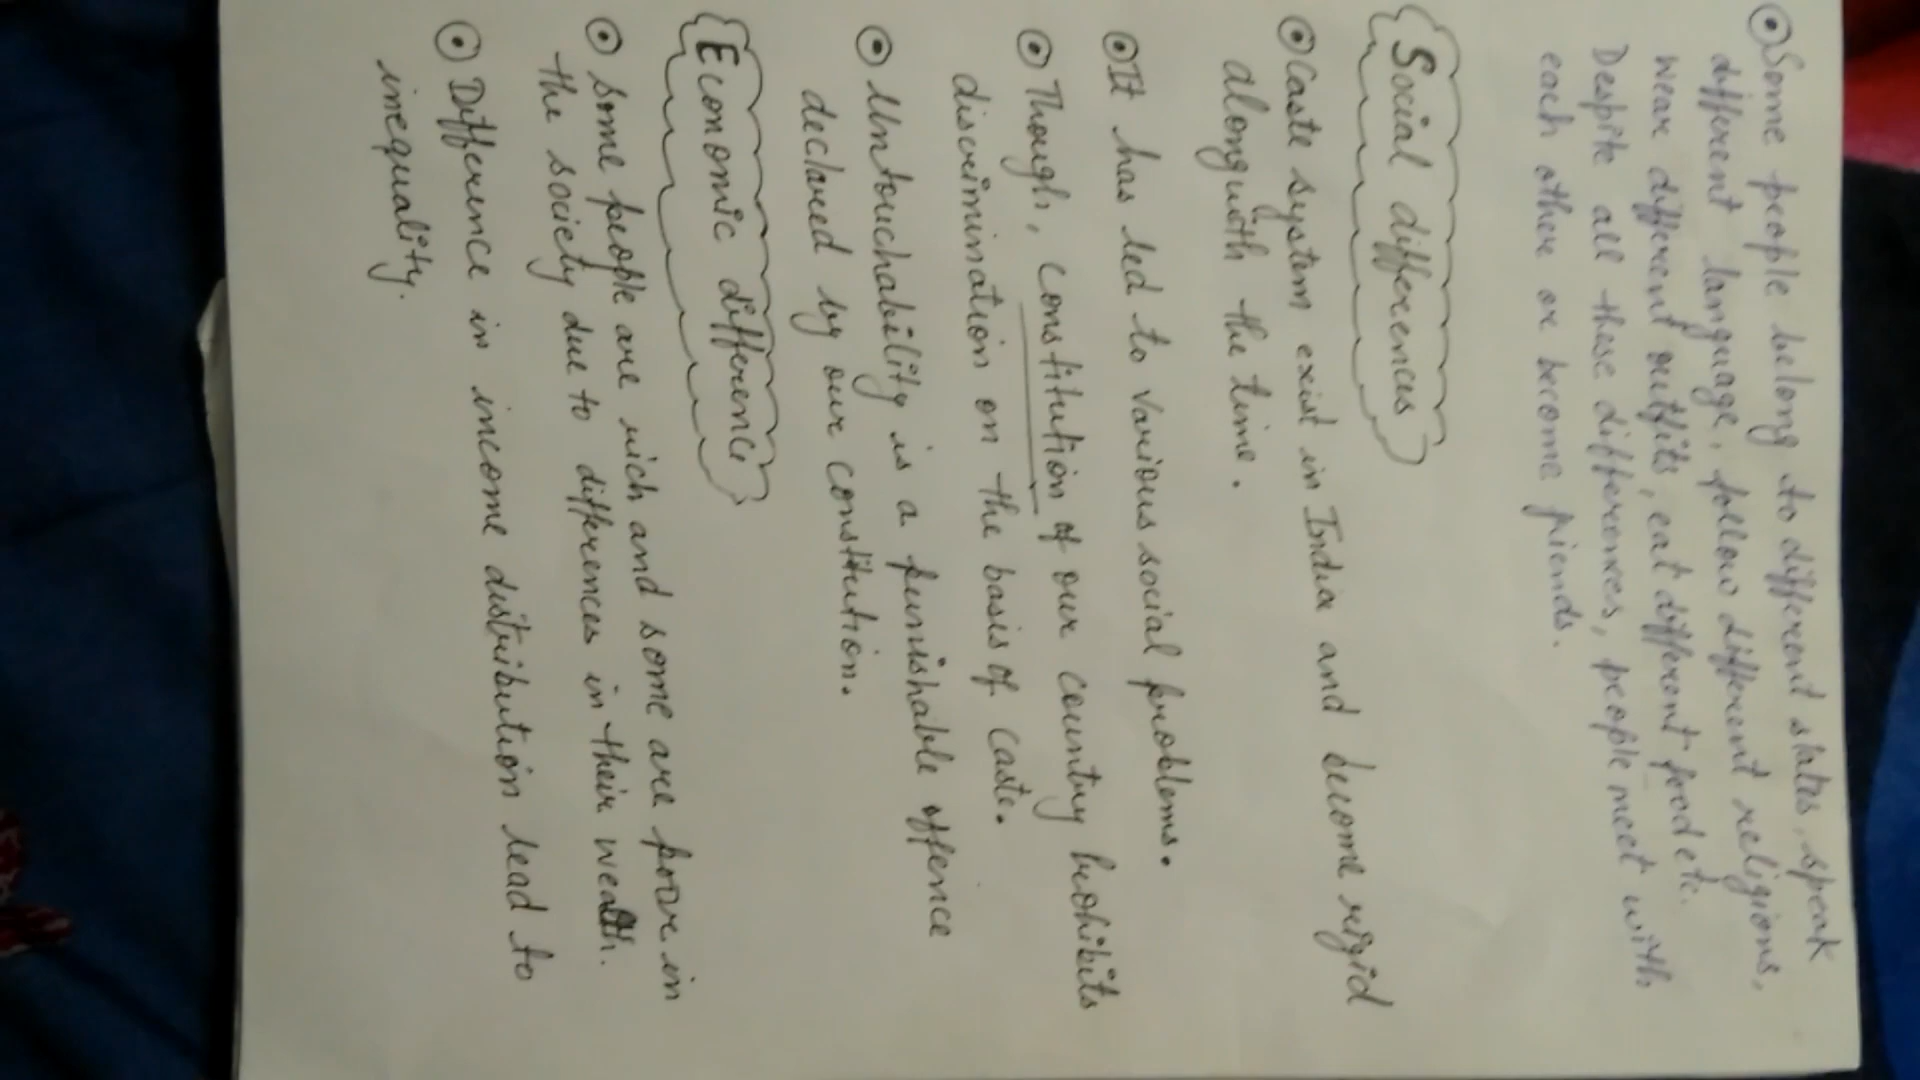 Some people belong to different states, speak
different language, follow different religions,
wear different outfits, eat different food etc.
Despite all these differences, people meet with
each other or become friends.
Social differences
Caste system exist in India and become rigid
alongwith the time.
It has led to various social problems.
Though, constitution of our country prohibits
discrimination on the basis of caste.
Untouchability is a punishable offence
declared by our constitution.
Economic difference
Some people are rich and some are poor in
the society due to differences in their wealth.
Difference in income distribution lead to
inequality.